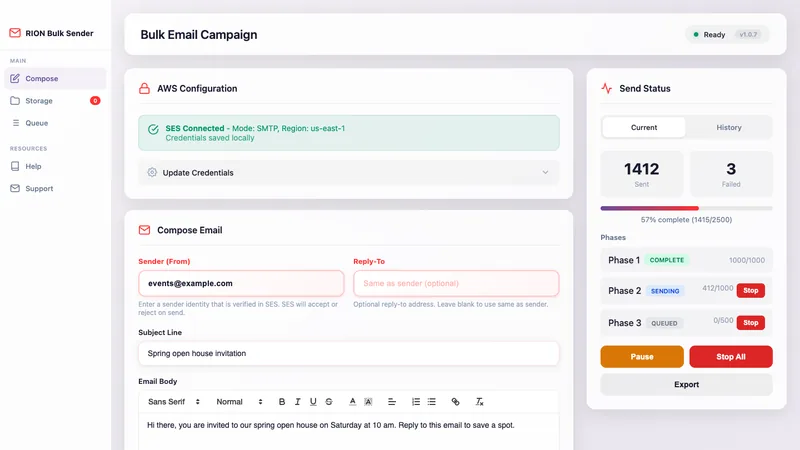 RION Bulk Sender
MAIN
Compose
Storage
0
Queue
RESOURCES
Help
Support
Bulk Email Campaign
Ready
v1.0.7
AWS Configuration
SES Connected - Mode: SMTP, Region: us-east-1
Credentials saved locally
Update Credentials
Compose Email
Sender (From)
events@example.com
Enter a sender identity that is verified in SES. SES will accept or
reject on send.
Reply-To
Same as sender (optional)
Optional reply-to address. Leave blank to use same as sender.
Subject Line
Spring open house invitation
Email Body
Sans Serif
Normal
B I U S A A
Hi there, you are invited to our spring open house on Saturday at 10 am. Reply to this email to save a spot.
Send Status
Current
History
1412
Sent
3
Failed
57% complete (1415/2500)
Phases
Phase 1 COMPLETE 1000/1000
Phase 2 SENDING 412/1000 Stop
Phase 3 QUEUED 0/500 Stop
Pause
Stop All
Export